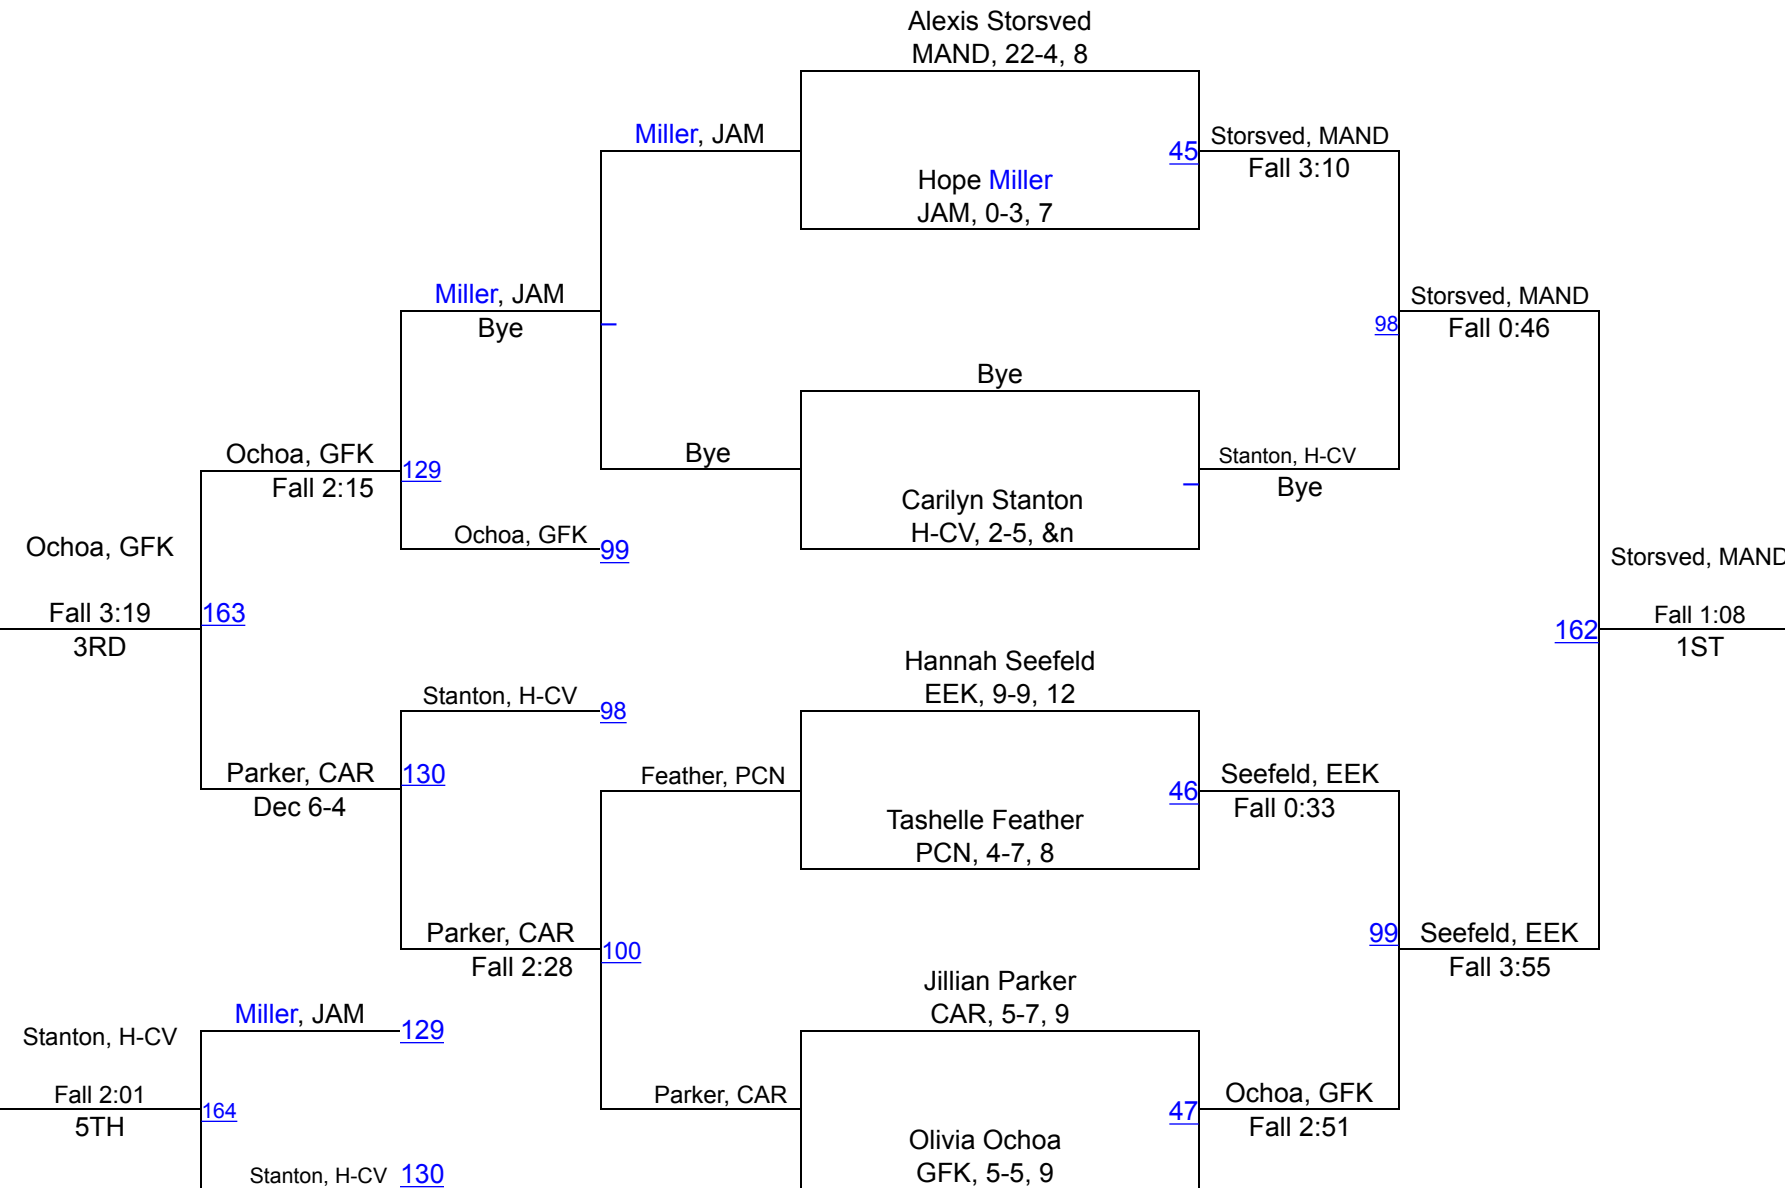 Alexis Storsved
MAND, 22-4, 8
Miller, JAM
45
Storsved, MAND
Fall 3:10
Hope Miller
JAM, 0-3, 7
Miller, JAM
Bye
Storsved, MAND
98
Fall 0:46
Bye
Ochoa, GFK
129
Fall 2:15
Bye
Stanton, H-CV
Bye
Carilyn Stanton
H-CV, 2-5, &n
Ochoa, GFK
99
Ochoa, GFK
Fall 3:19
163
3RD
Storsved, MAND
162
Fall 1:08
1ST
Hannah Seefeld
EEK, 9-9, 12
Stanton, H-CV
98
Parker, CAR
130
Dec 6-4
Feather, PCN
46
Seefeld, EEK
Fall 0:33
Tashelle Feather
PCN, 4-7, 8
Parker, CAR
100
Fall 2:28
99
Seefeld, EEK
Fall 3:55
Jillian Parker
CAR, 5-7, 9
Miller, JAM
129
Stanton, H-CV
Fall 2:01
164
5TH
Parker, CAR
47
Ochoa, GFK
Fall 2:51
Olivia Ochoa
GFK, 5-5, 9
Stanton, H-CV
130